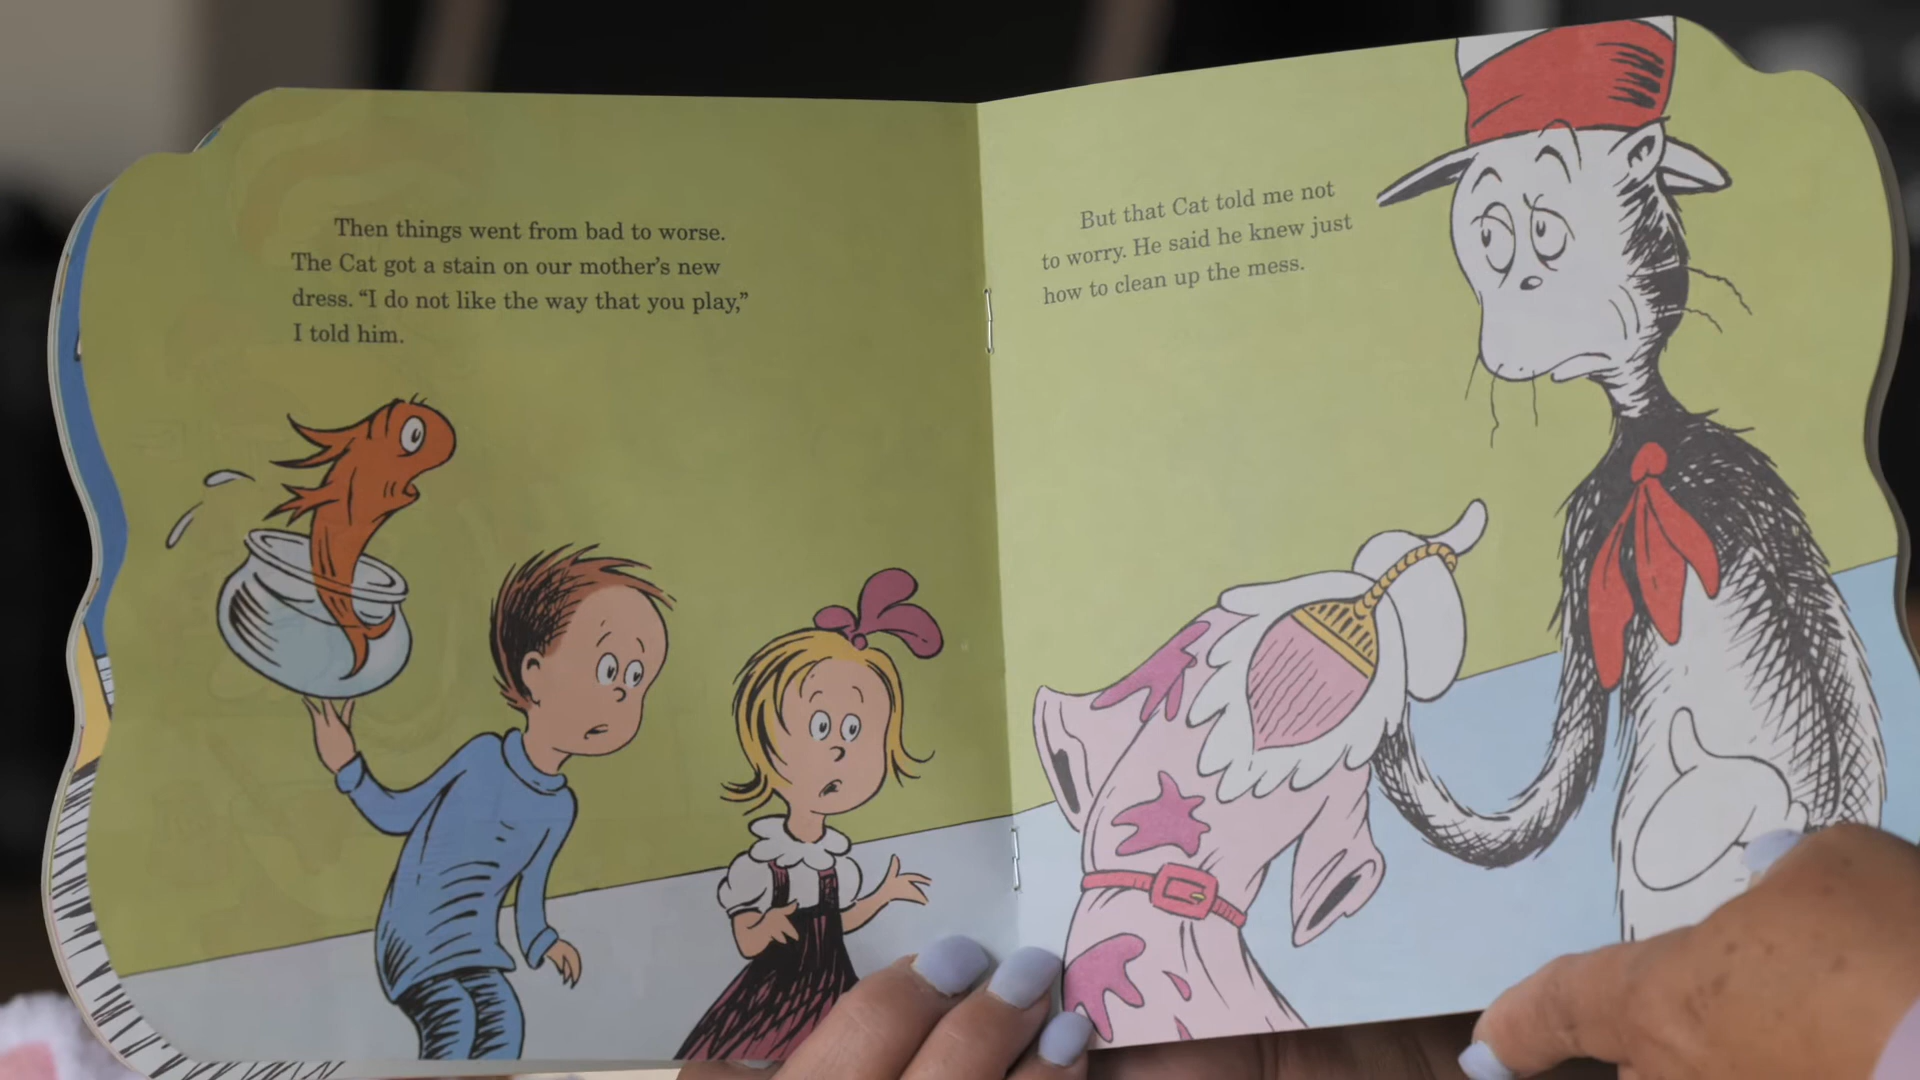 Then things went from bad to worse.
The Cat got a stain on our mother's new
dress. “I do not like the way that you play,”
I told him.
But that Cat told me not
to worry. He said he knew just
how to clean up the mess.